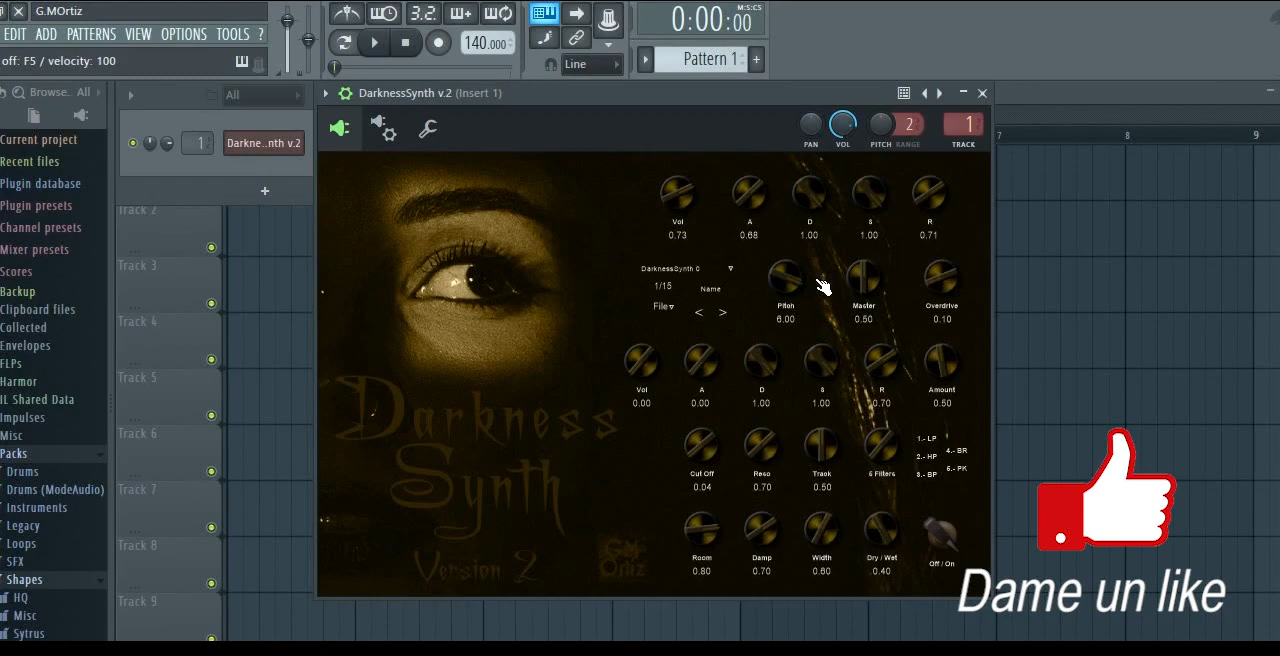 G.MOrtiz
EDIT ADD PATTERNS VIEW OPTIONS TOOLS ?
off: F5 / velocity: 100
3.2
140.000
Line
M:S:CS
0:00:00
Pattern 1
Browse.. All
All
Current project
Recent files
Plugin database
Plugin presets
Channel presets
Mixer presets
Scores
Backup
Clipboard files
Collected
Envelopes
FLPs
Harmor
IL Shared Data
Impulses
Misc
Packs
Drums
Drums (ModeAudio)
Instruments
Legacy
Loops
SFX
Shapes
HQ
Misc
Sytrus
1
Darkne..nth v.2
+
Track 2
Track 3
Track 4
Track 5
Track 6
Track 7
Track 8
Track 9
7 8 9
DarknessSynth v.2 (Insert 1)
2 1
PAN VOL PITCH RANGE TRACK
Vol A D S R
0.73 0.68 1.00 1.00 0.71
DarknessSynth 0
1/15 Name
File < >
Pitch Master Overdrive
6.00 0.50 0.10
Vol A D S R Amount
0.00 0.00 1.00 1.00 0.70 0.50
Cut Off Reso Track 5 Filters
0.04 0.70 0.50
1.- LP
2.- HP
3.- BP
4.- BR
5.- PK
Room Damp Width Dry / Wet Off / On
0.80 0.70 0.60 0.40
Darkness
Synth
Version 2
G.M
Ortiz
Dame un like